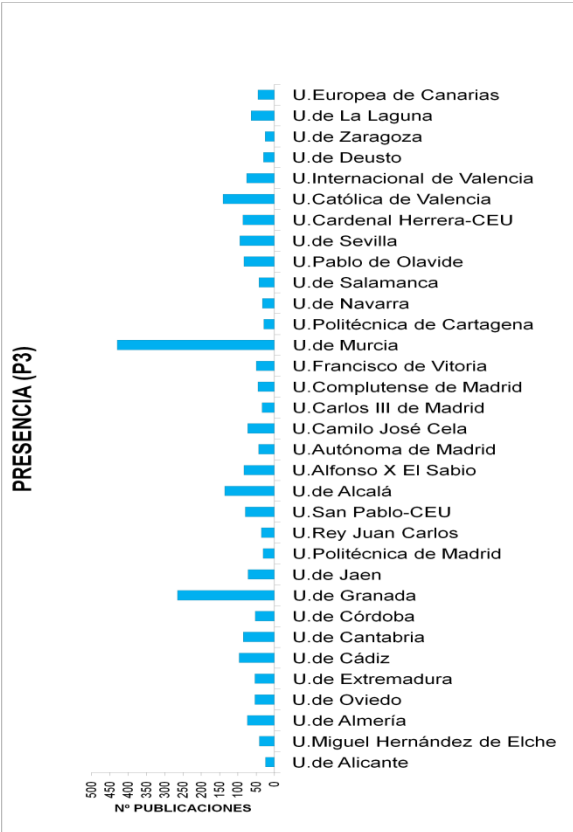 PRESENCIA (P3)
U.Europea de Canarias
U.de La Laguna
U.de Zaragoza
U.de Deusto
U.Internacional de Valencia
U.Católica de Valencia
U.Cardenal Herrera-CEU
U.de Sevilla
U.Pablo de Olavide
U.de Salamanca
U.de Navarra
U.Politécnica de Cartagena
U.de Murcia
U.Francisco de Vitoria
U.Complutense de Madrid
U.Carlos III de Madrid
U.Camilo José Cela
U.Autónoma de Madrid
U.Alfonso X El Sabio
U.de Alcalá
U.San Pablo-CEU
U.Rey Juan Carlos
U.Politécnica de Madrid
U.de Jaen
U.de Granada
U.de Córdoba
U.de Cantabria
U.de Cádiz
U.de Extremadura
U.de Oviedo
U.de Almería
U.Miguel Hernández de Elche
U.de Alicante
500 450 400 350 300 250 200 150 100 50 0
Nº PUBLICACIONES